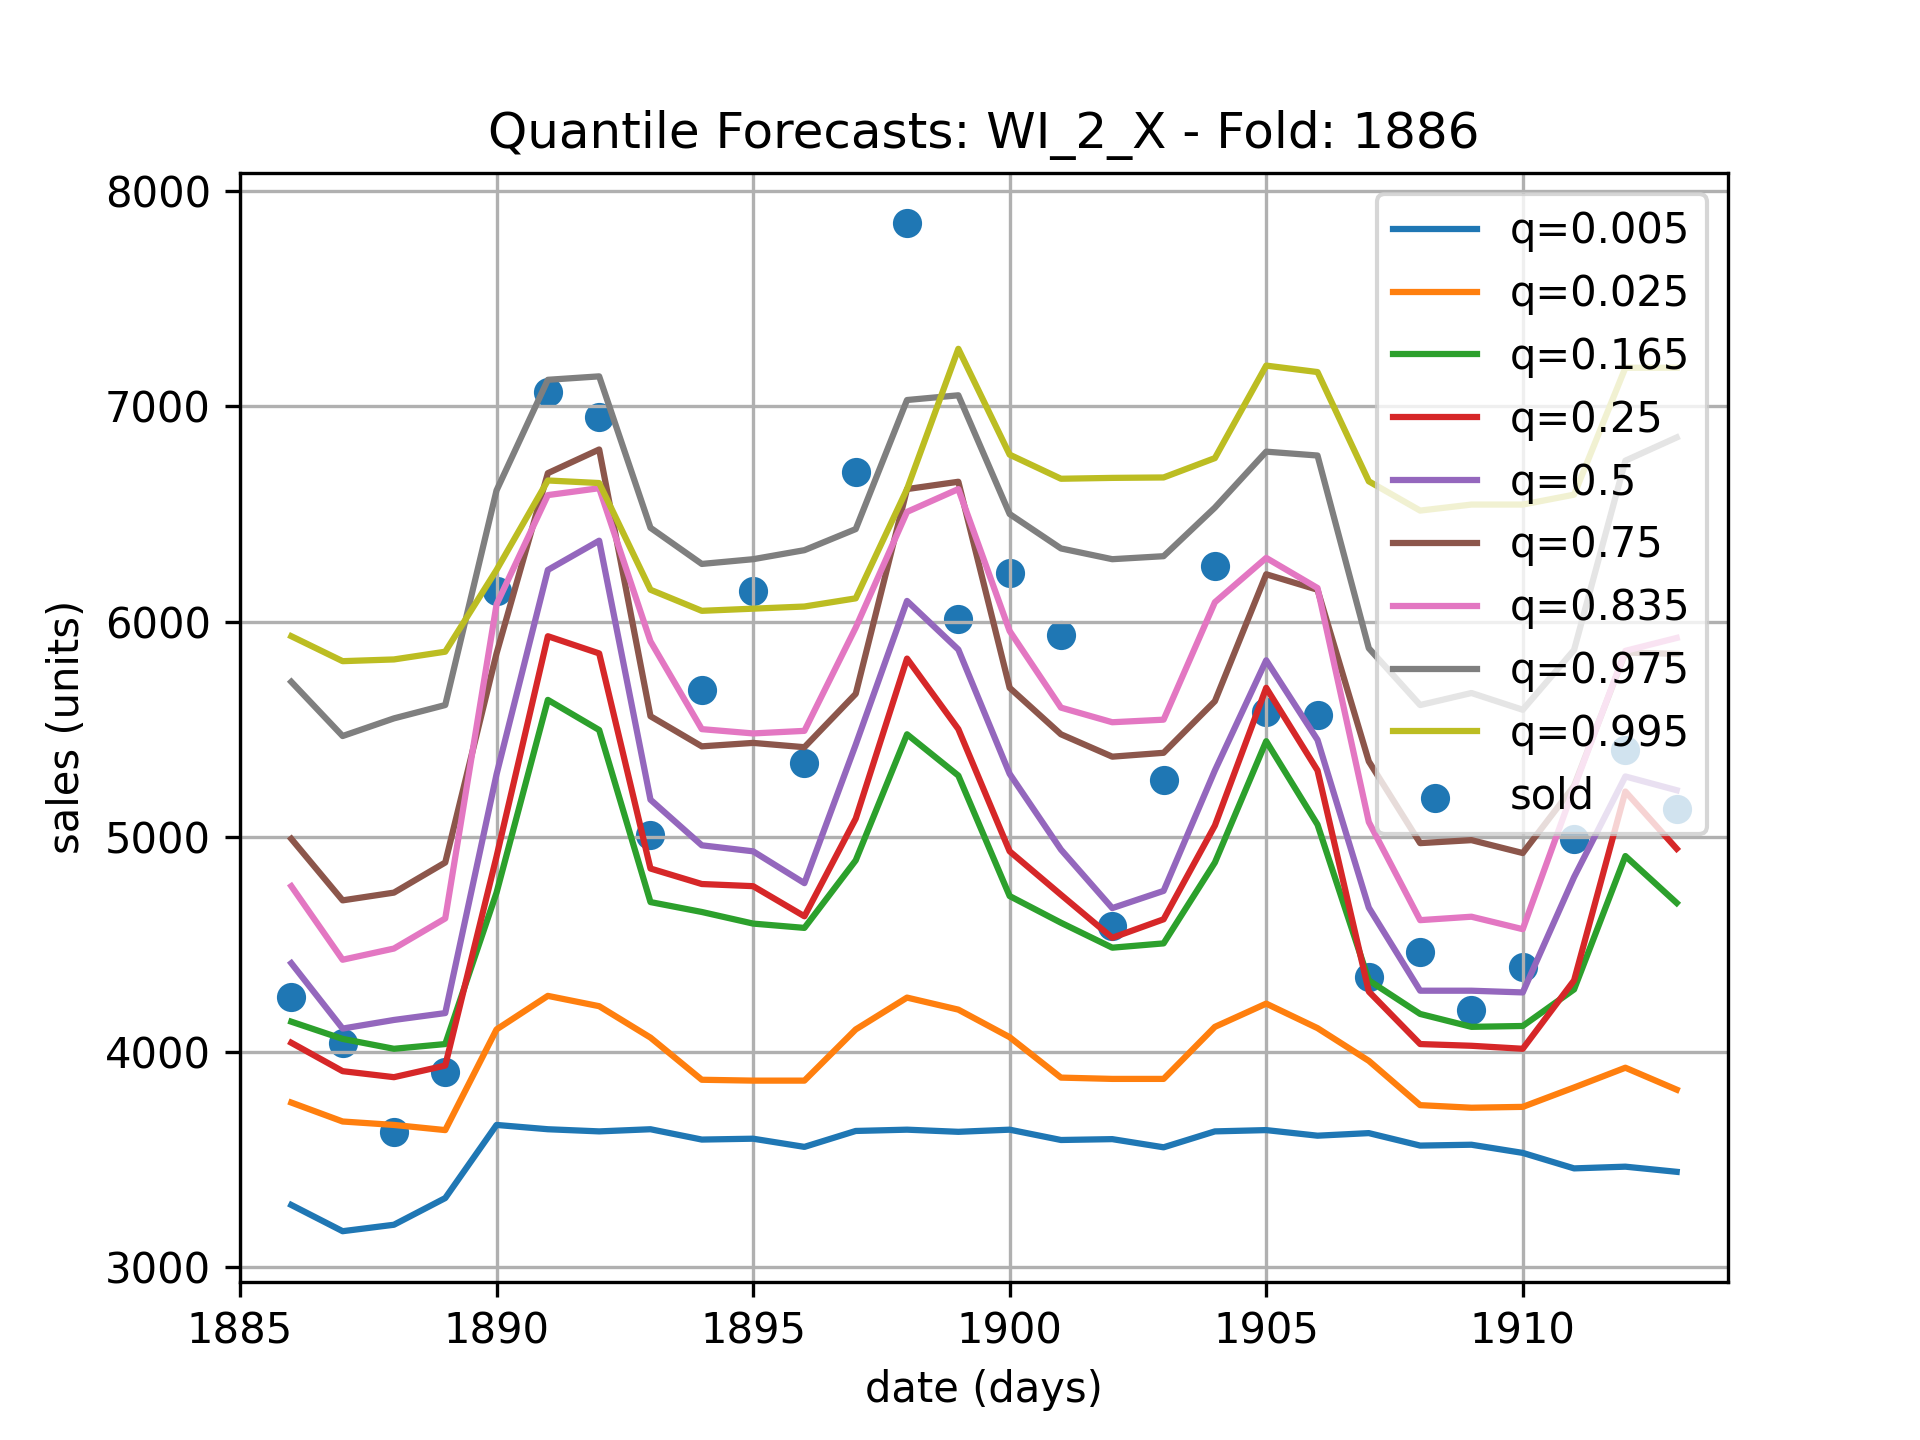 Quantile Forecasts: WI_2_X - Fold: 1886
8000
7000
6000
5000
4000
3000
sales (units)
q=0.005
q=0.025
q=0.165
q=0.25
q=0.5
q=0.75
q=0.835
q=0.975
q=0.995
sold
1885
1890
1895
1900
1905
1910
date (days)